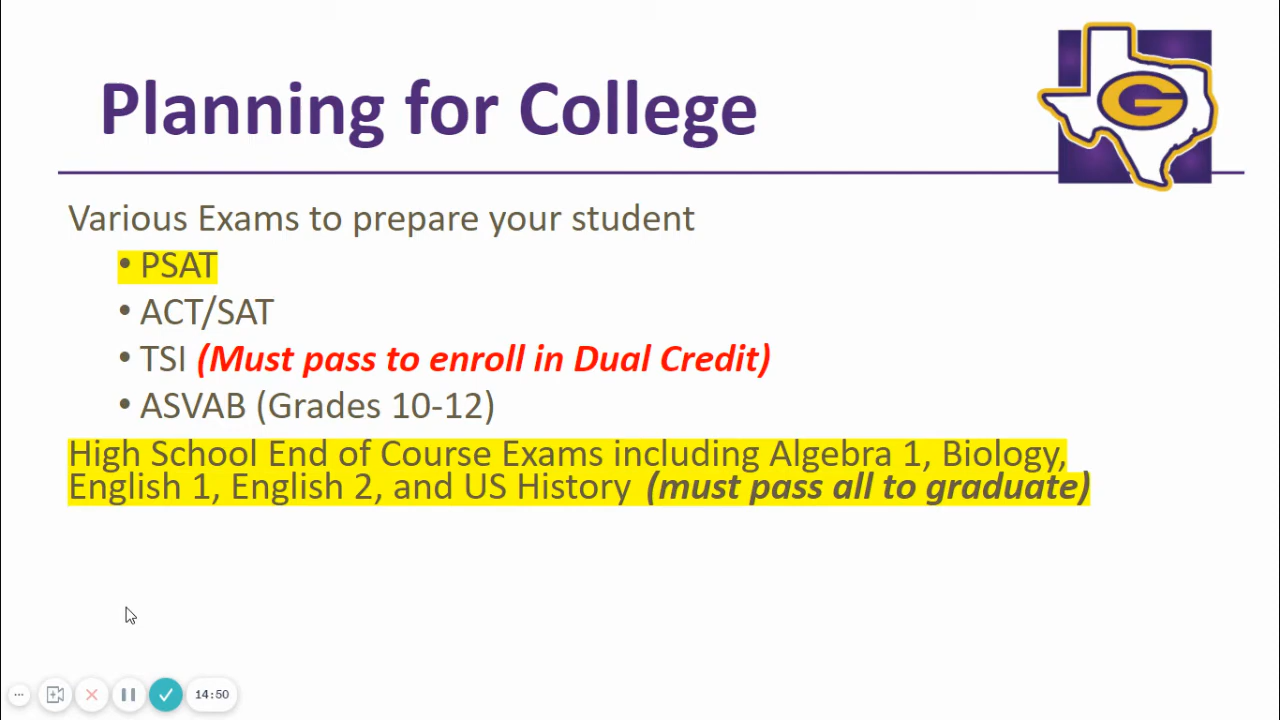 Planning for College
G
Various Exams to prepare your student
• PSAT
• ACT/SAT
• TSI (Must pass to enroll in Dual Credit)
• ASVAB (Grades 10-12)
High School End of Course Exams including Algebra 1, Biology,
English 1, English 2, and US History (must pass all to graduate)
14:50